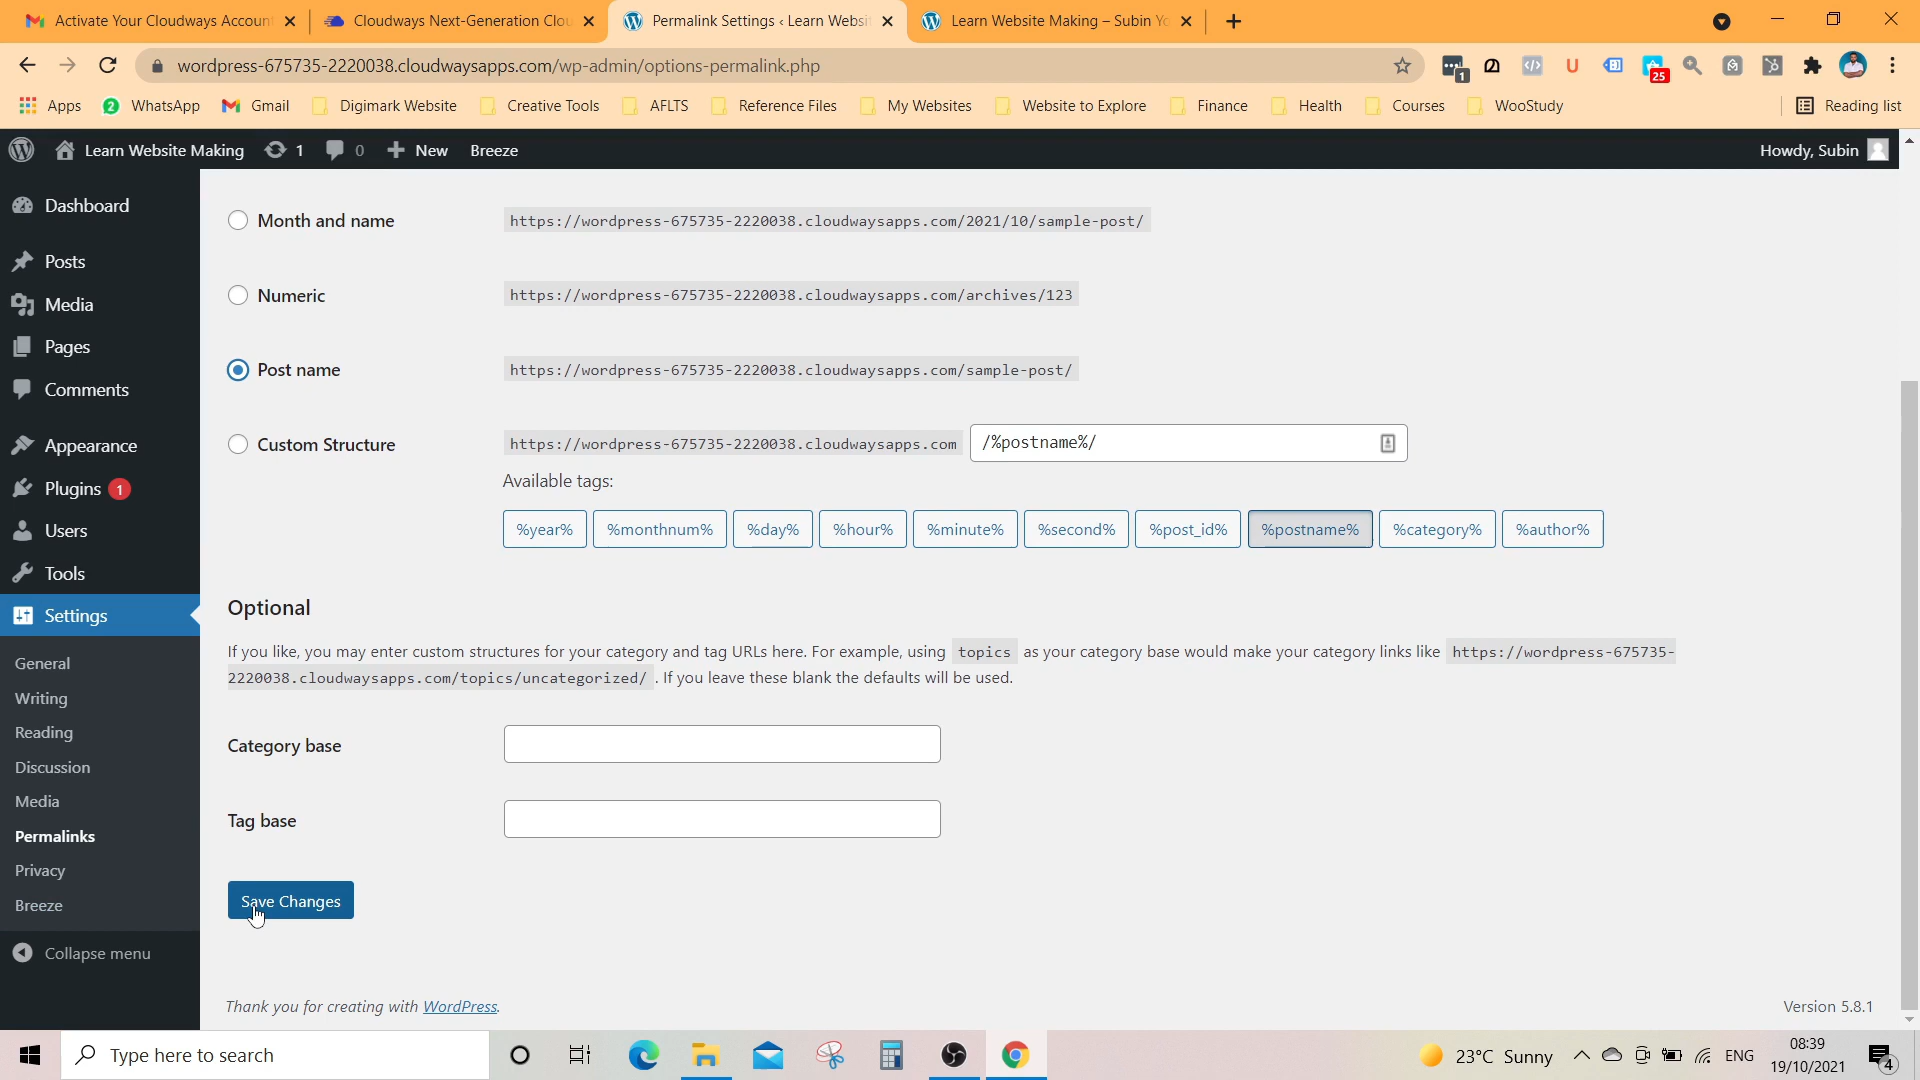 Activate Your Cloudways Account
Cloudways Next-Generation Clou
Permalink Settings ‹ Learn Websit
Learn Website Making – Subin Yo
wordpress-675735-2220038.cloudwaysapps.com/wp-admin/options-permalink.php
1
25
Apps
2 WhatsApp
Gmail
Digimark Website
Creative Tools
AFLTS
Reference Files
My Websites
Website to Explore
Finance
Health
Courses
WooStudy
Reading list
Learn Website Making
1
0
New
Breeze
Howdy, Subin
Dashboard
Posts
Media
Pages
Comments
Appearance
Plugins 1
Users
Tools
Settings
General
Writing
Reading
Discussion
Media
Permalinks
Privacy
Breeze
Collapse menu
Month and name https://wordpress-675735-2220038.cloudwaysapps.com/2021/10/sample-post/
Numeric https://wordpress-675735-2220038.cloudwaysapps.com/archives/123
Post name https://wordpress-675735-2220038.cloudwaysapps.com/sample-post/
Custom Structure https://wordpress-675735-2220038.cloudwaysapps.com /%postname%/
Available tags:
%year% %monthnum% %day% %hour% %minute% %second% %post_id% %postname% %category% %author%
Optional
If you like, you may enter custom structures for your category and tag URLs here. For example, using topics as your category base would make your category links like https://wordpress-675735-
2220038.cloudwaysapps.com/topics/uncategorized/ . If you leave these blank the defaults will be used.
Category base
Tag base
Save Changes
Thank you for creating with WordPress.
Version 5.8.1
Type here to search
23°C Sunny
ENG
08:39
19/10/2021
4